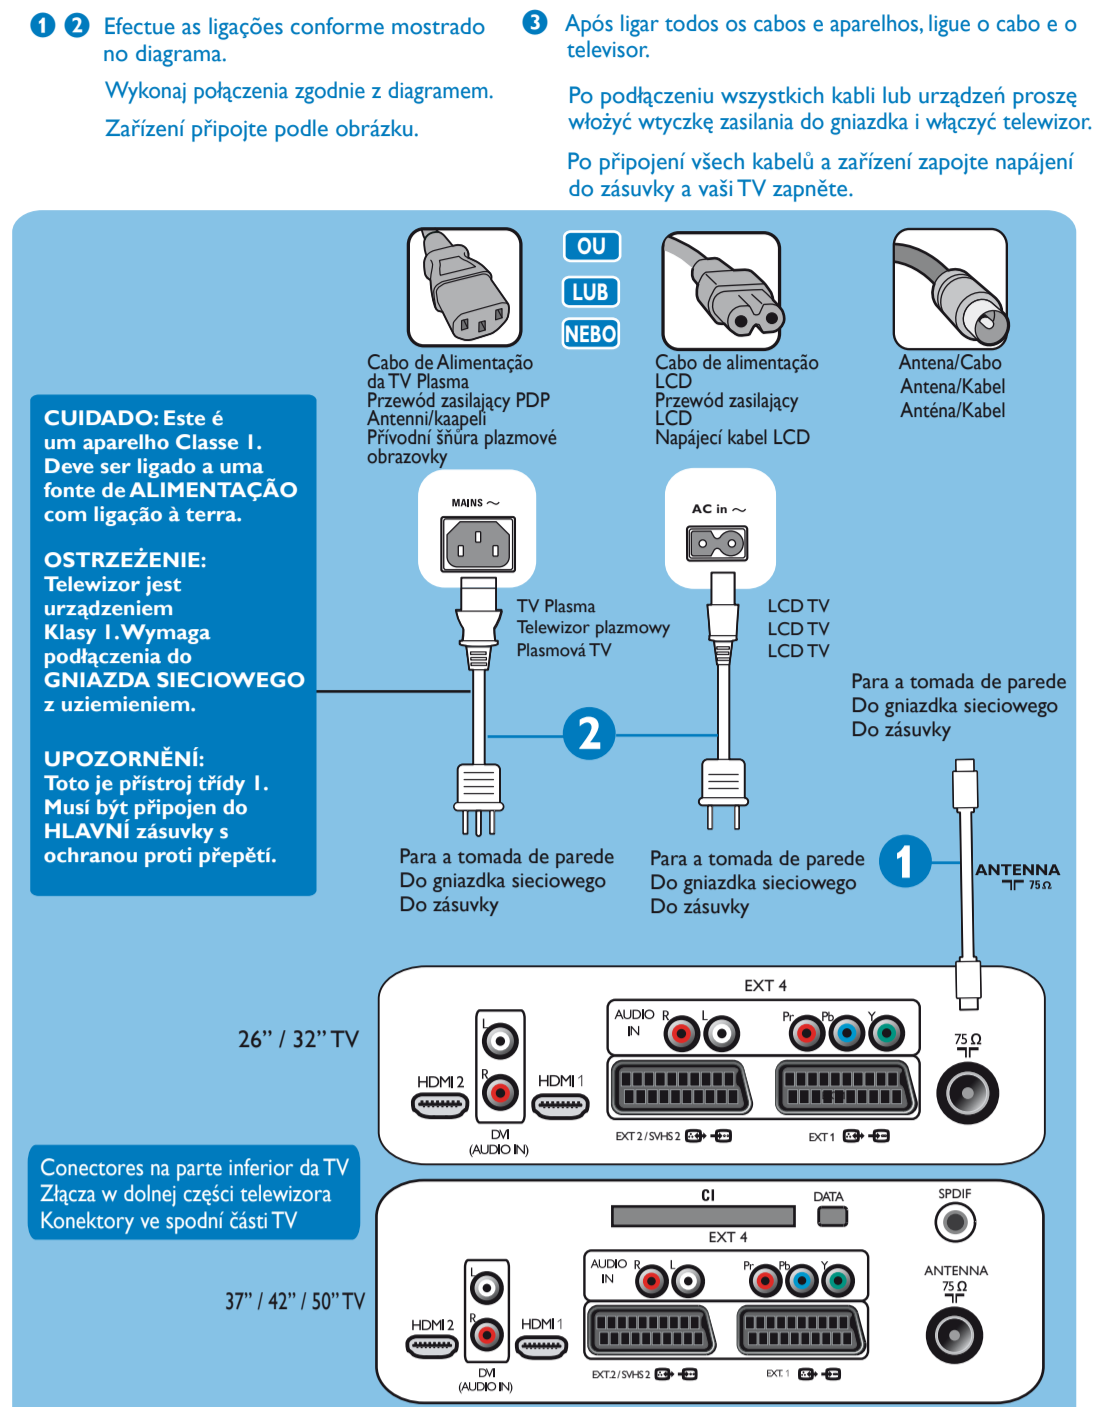 1 2 Efectue as ligações conforme mostrado
no diagrama.
Wykonaj połączenia zgodnie z diagramem.
Zařízení připojte podle obrázku.
3 Após ligar todos os cabos e aparelhos, ligue o cabo e o
televisor.
Po podłączeniu wszystkich kabli lub urządzeń proszę
włożyć wtyczkę zasilania do gniazdka i włączyć telewizor.
Po připojení všech kabelů a zařízení zapojte napájení
do zásuvky a vaši TV zapněte.
OU
LUB
NEBO
Cabo de Alimentação
da TV Plasma
Przewód zasilający PDP
Antenni/kaapeli
Přívodní šňůra plazmové
obrazovky
Cabo de alimentação
LCD
Przewód zasilający
LCD
Napájecí kabel LCD
Antena/Cabo
Antena/Kabel
Anténa/Kabel
CUIDADO: Este é
um aparelho Classe 1.
Deve ser ligado a uma
fonte de ALIMENTAÇÃO
com ligação à terra.
OSTRZEŻENIE:
Telewizor jest
urządzeniem
Klasy 1. Wymaga
podłączenia do
GNIAZDA SIECIOWEGO
z uziemieniem.
UPOZORNĚNÍ:
Toto je přístroj třídy 1.
Musí být připojen do
HLAVNÍ zásuvky s
ochranou proti přepětí.
MAINS ~
AC in ~
TV Plasma
Telewizor plazmowy
Plasmová TV
LCD TV
LCD TV
LCD TV
2
Para a tomada de parede
Do gniazdka sieciowego
Do zásuvky
Para a tomada de parede
Do gniazdka sieciowego
Do zásuvky
Para a tomada de parede
Do gniazdka sieciowego
Do zásuvky
1
ANTENNA
75 Ω
26” / 32” TV
EXT 4
AUDIO IN R L
Pr Pb Y
75 Ω
HDMI 2
L
R
HDMI 1
DVI
(AUDIO IN)
EXT 2 / SVHS 2
EXT 1
Conectores na parte inferior da TV
Złącza w dolnej części telewizora
Konektory ve spodní části TV
37” / 42” / 50” TV
CI
DATA
SPDIF
EXT 4
AUDIO IN R L
Pr Pb Y
ANTENNA
75 Ω
HDMI 2
L
R
HDMI 1
DVI
(AUDIO IN)
EXT.2 / SVHS 2
EXT. 1